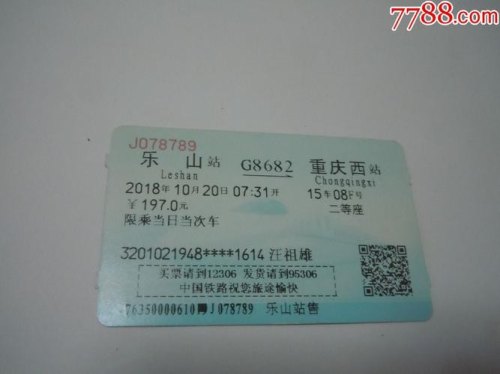 7788.com
J078789
乐 山站 G8682 重庆西站
Leshan Chongqingxi
2018年10月20日07:31开 15车08F号
¥197.0元 二等座
限乘当日当次车
3201021948****1614 汪祖雄
买票请到12306 发货请到95306
中国铁路祝您旅途愉快
76350000610 J078789 乐山站售